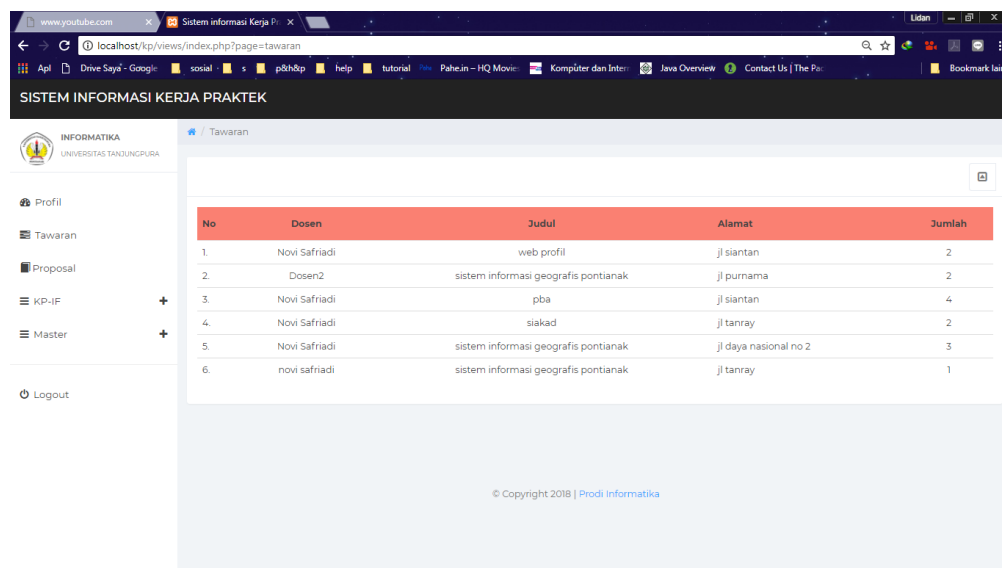 www.youtube.com × Sistem informasi Kerja Pr × Lidan
localhost/kp/views/index.php?page=tawaran
Apl Drive Saya - Google sosial s p&h&p help tutorial Pahe.in – HQ Movies Komputer dan Intern Java Overview Contact Us | The Pac Bookmark lain
SISTEM INFORMASI KERJA PRAKTEK
INFORMATIKA
UNIVERSITAS TANJUNGPURA
/ Tawaran
Profil
Tawaran
Proposal
KP-IF +
Master +
Logout
No Dosen Judul Alamat Jumlah
1. Novi Safriadi web profil jl siantan 2
2. Dosen2 sistem informasi geografis pontianak jl purnama 2
3. Novi Safriadi pba jl siantan 4
4. Novi Safriadi siakad jl tanray 2
5. Novi Safriadi sistem informasi geografis pontianak jl daya nasional no 2 3
6. novi safriadi sistem informasi geografis pontianak jl tanray 1
© Copyright 2018 | Prodi Informatika